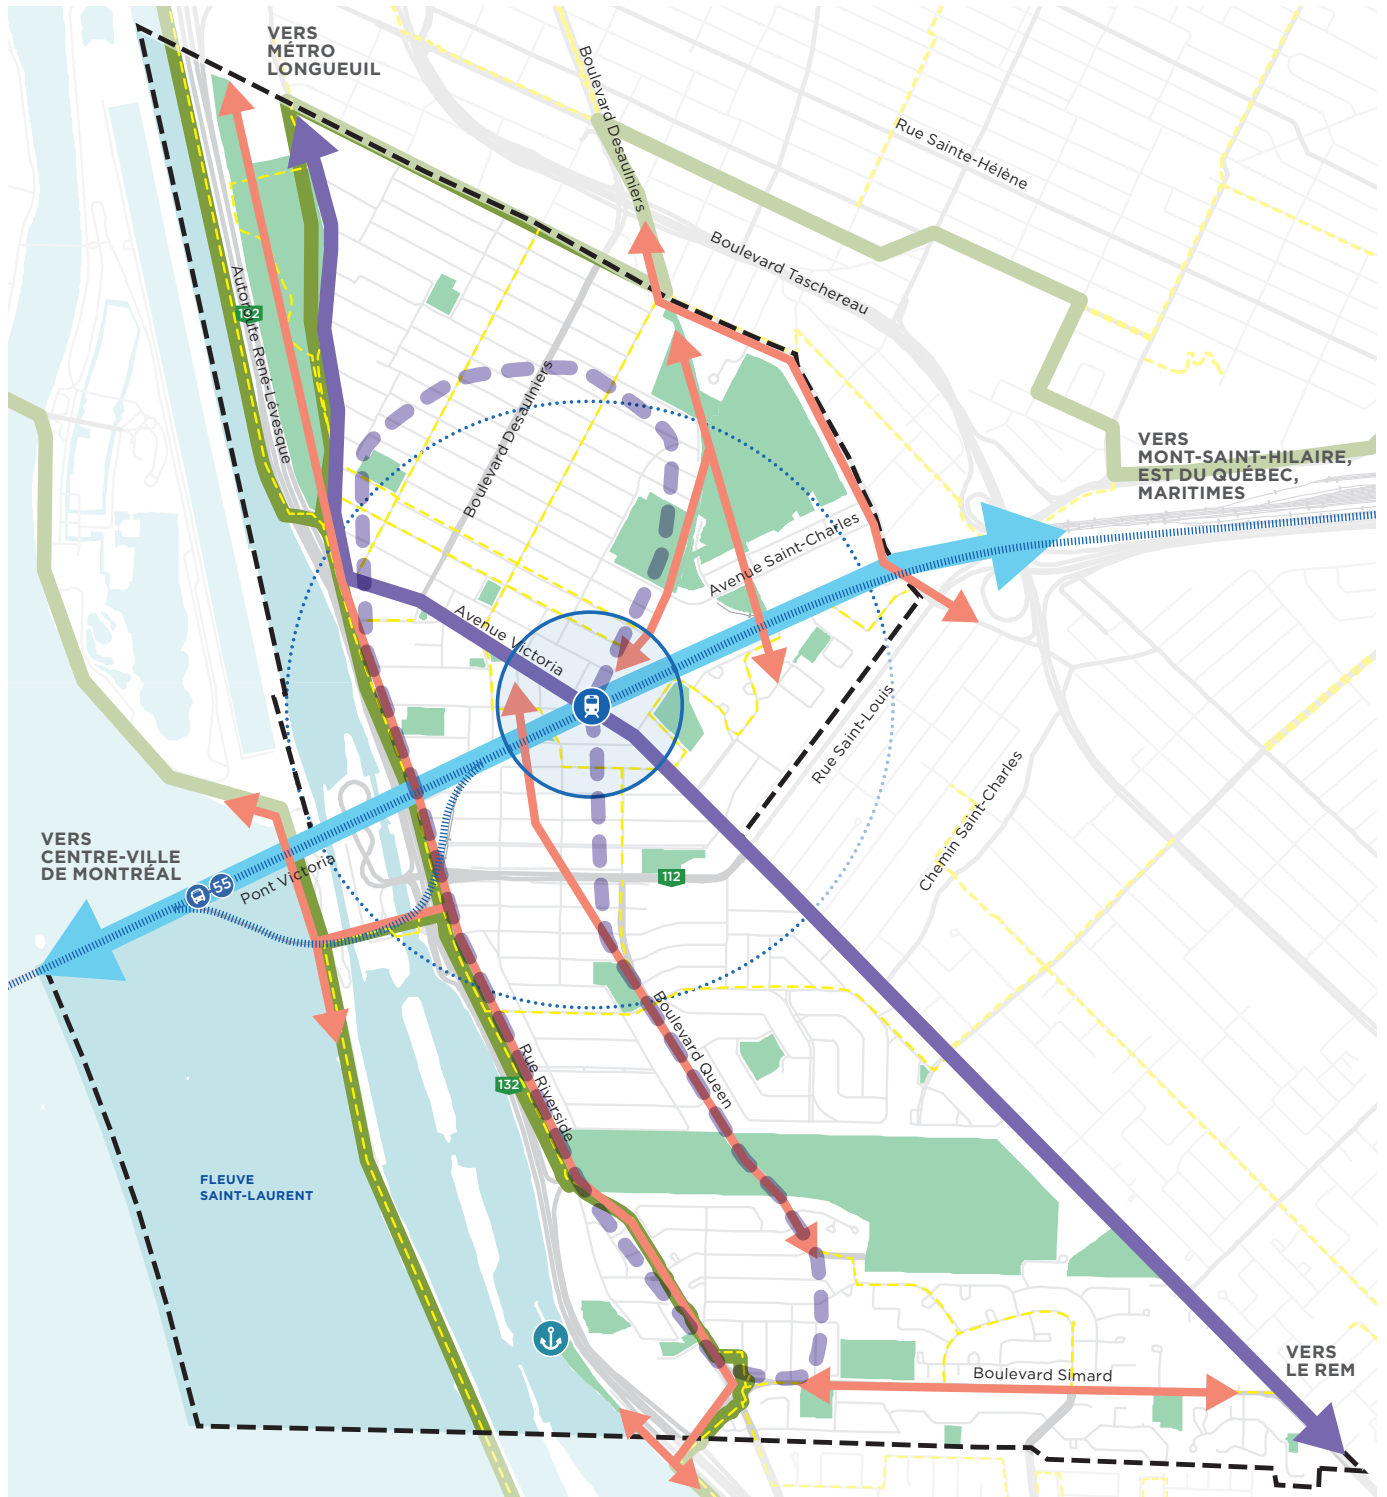 VERS
MÉTRO
LONGUEUIL
Boulevard Desaulniers
Rue Sainte-Hélène
Boulevard Taschereau
Autoroute René-Lévesque
132
Boulevard Desaulniers
VERS
MONT-SAINT-HILAIRE,
EST DU QUÉBEC,
MARITIMES
Avenue Saint-Charles
Avenue Victoria
Rue Saint-Louis
Chemin Saint-Charles
VERS
CENTRE-VILLE
DE MONTRÉAL
55
Pont Victoria
112
Boulevard Queen
Rue Riverside
132
FLEUVE
SAINT-LAURENT
VERS
LE REM
Boulevard Simard